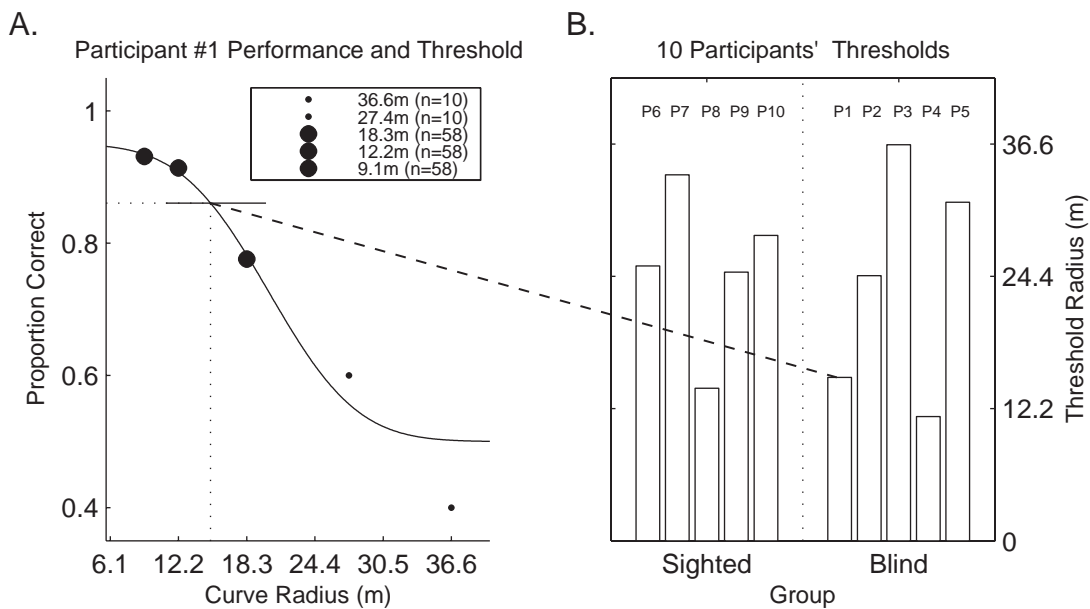 A.
Participant #1 Performance and Threshold
36.6m (n=10)
27.4m (n=10)
18.3m (n=58)
12.2m (n=58)
9.1m (n=58)
1
0.8
0.6
0.4
Proportion Correct
6.1 12.2 18.3 24.4 30.5 36.6
Curve Radius (m)
B.
10 Participants' Thresholds
P6 P7 P8 P9 P10 P1 P2 P3 P4 P5
36.6
24.4
12.2
0
Threshold Radius (m)
Sighted Blind
Group